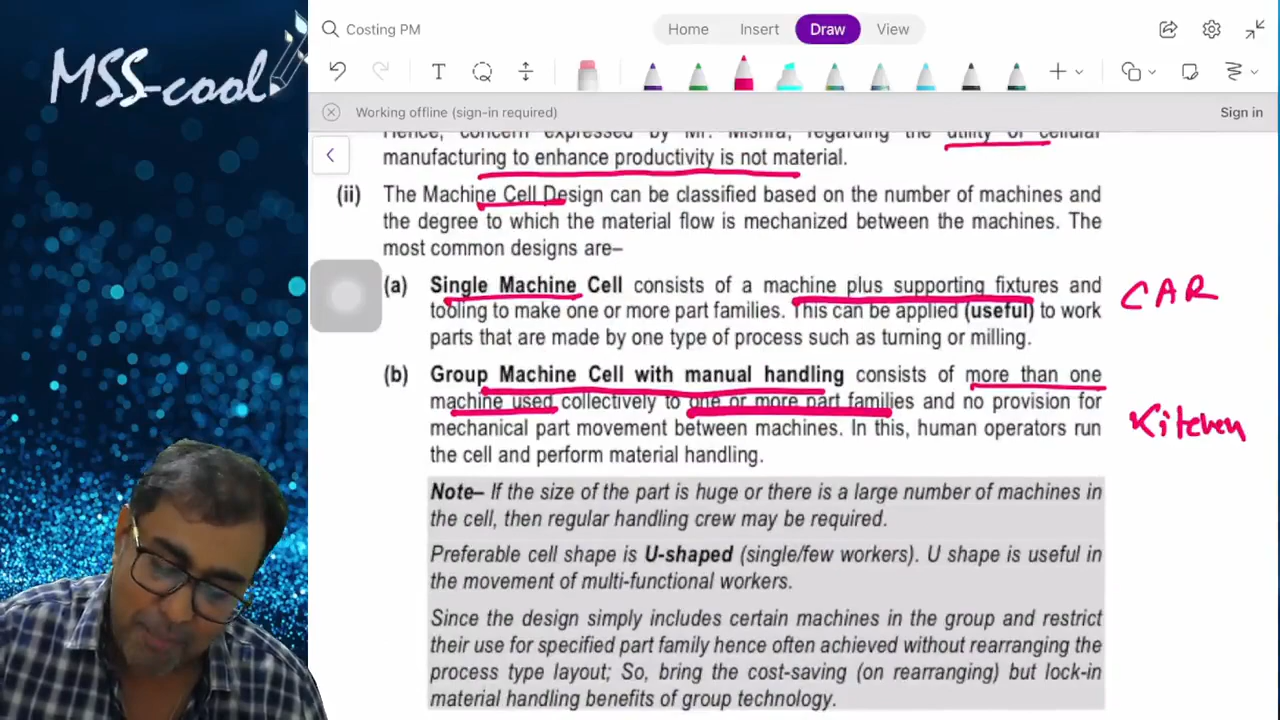 MSS-cool
Costing PM
Home Insert Draw View
Working offline (sign-in required)
Sign in
Hence, concern expressed by Mr. Mishra, regarding the utility of cellular
manufacturing to enhance productivity is not material.
(ii) The Machine Cell Design can be classified based on the number of machines and
the degree to which the material flow is mechanized between the machines. The
most common designs are–
(a) Single Machine Cell consists of a machine plus supporting fixtures and
tooling to make one or more part families. This can be applied (useful) to work
parts that are made by one type of process such as turning or milling.
CAR
(b) Group Machine Cell with manual handling consists of more than one
machine used collectively to one or more part families and no provision for
mechanical part movement between machines. In this, human operators run
the cell and perform material handling.
Kitchen
Note– If the size of the part is huge or there is a large number of machines in
the cell, then regular handling crew may be required.
Preferable cell shape is U-shaped (single/few workers). U shape is useful in
the movement of multi-functional workers.
Since the design simply includes certain machines in the group and restrict
their use for specified part family hence often achieved without rearranging the
process type layout; So, bring the cost-saving (on rearranging) but lock-in
material handling benefits of group technology.